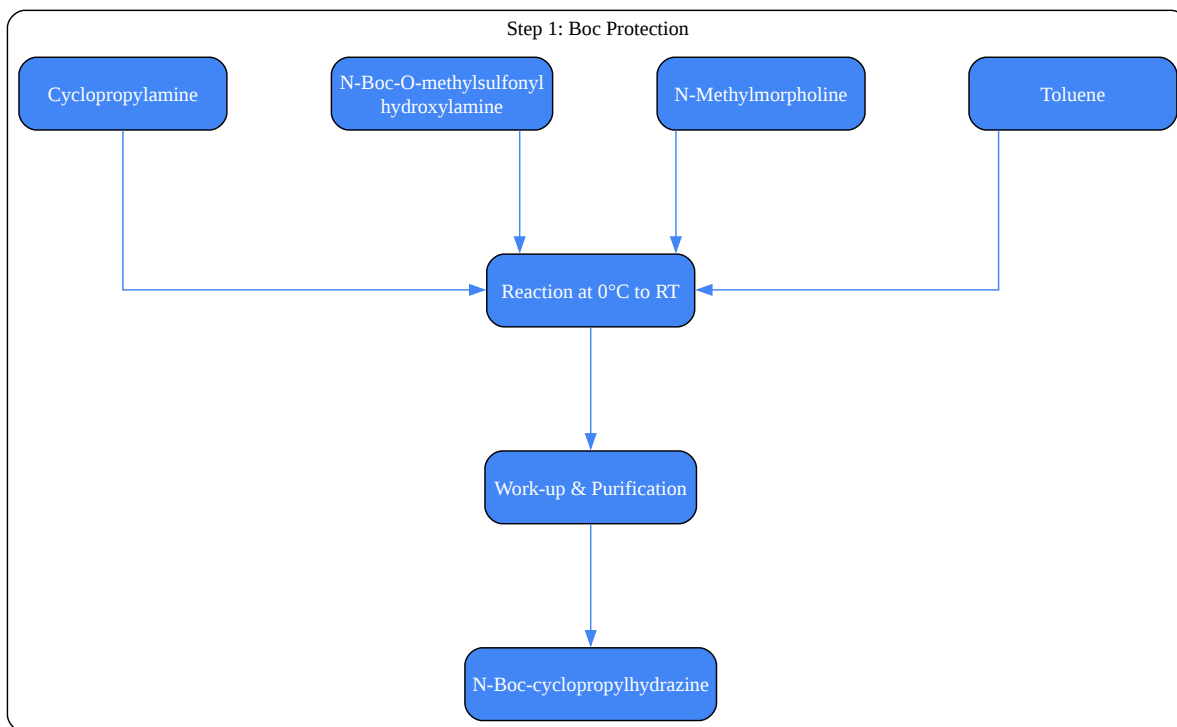 Step 1: Boc Protection
Cyclopropylamine
N-Boc-O-methylsulfonyl
hydroxylamine
N-Methylmorpholine
Toluene
Reaction at 0°C to RT
Work-up & Purification
N-Boc-cyclopropylhydrazine